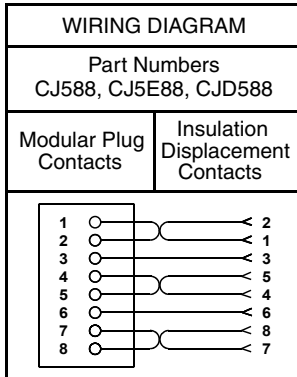 WIRING DIAGRAM
Part Numbers
CJ588, CJ5E88, CJD588
Modular Plug
Contacts
Insulation
Displacement
Contacts
1 2
2 1
3 3
4 5
5 4
6 6
7 8
8 7